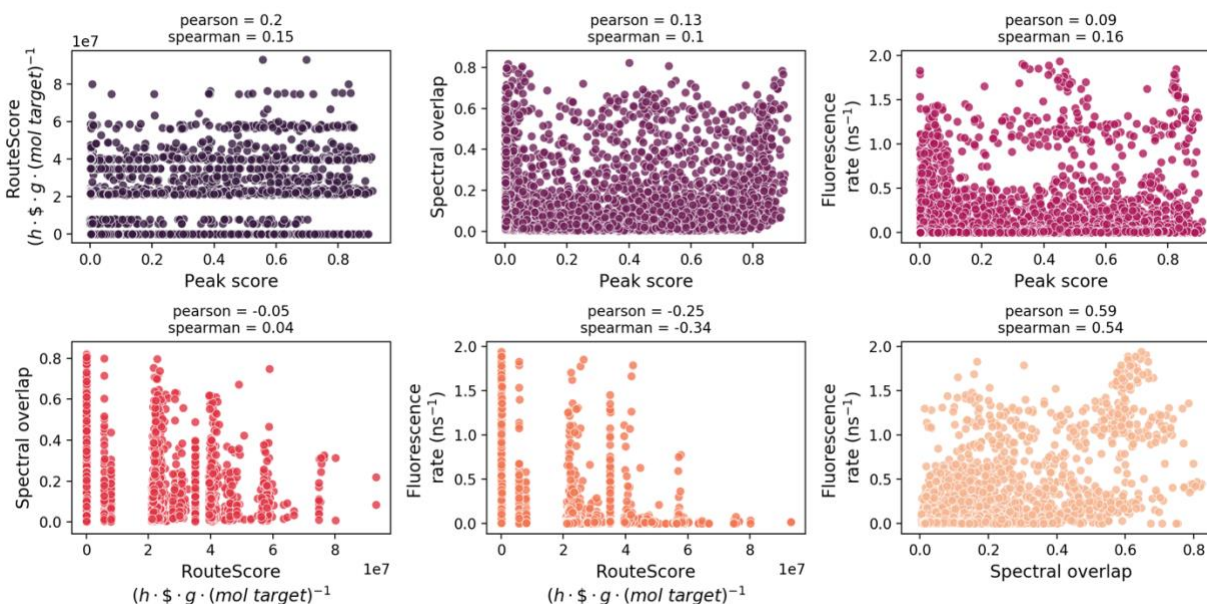 pearson = 0.2
spearman = 0.15
1e7
RouteScore
(h · $ · g · (mol target)⁻¹
8
6
4
2
0
0.0 0.2 0.4 0.6 0.8
Peak score
pearson = 0.13
spearman = 0.1
Spectral overlap
0.8
0.6
0.4
0.2
0.0
0.0 0.2 0.4 0.6 0.8
Peak score
pearson = 0.09
spearman = 0.16
Fluorescence
rate (ns⁻¹)
2.0
1.5
1.0
0.5
0.0
0.0 0.2 0.4 0.6 0.8
Peak score
pearson = -0.05
spearman = 0.04
Spectral overlap
0.8
0.6
0.4
0.2
0.0
0 2 4 6 8
1e7
RouteScore
(h · $ · g · (mol target)⁻¹
pearson = -0.25
spearman = -0.34
Fluorescence
rate (ns⁻¹)
2.0
1.5
1.0
0.5
0.0
0 2 4 6 8
1e7
RouteScore
(h · $ · g · (mol target)⁻¹
pearson = 0.59
spearman = 0.54
Fluorescence
rate (ns⁻¹)
2.0
1.5
1.0
0.5
0.0
0.0 0.2 0.4 0.6 0.8
Spectral overlap